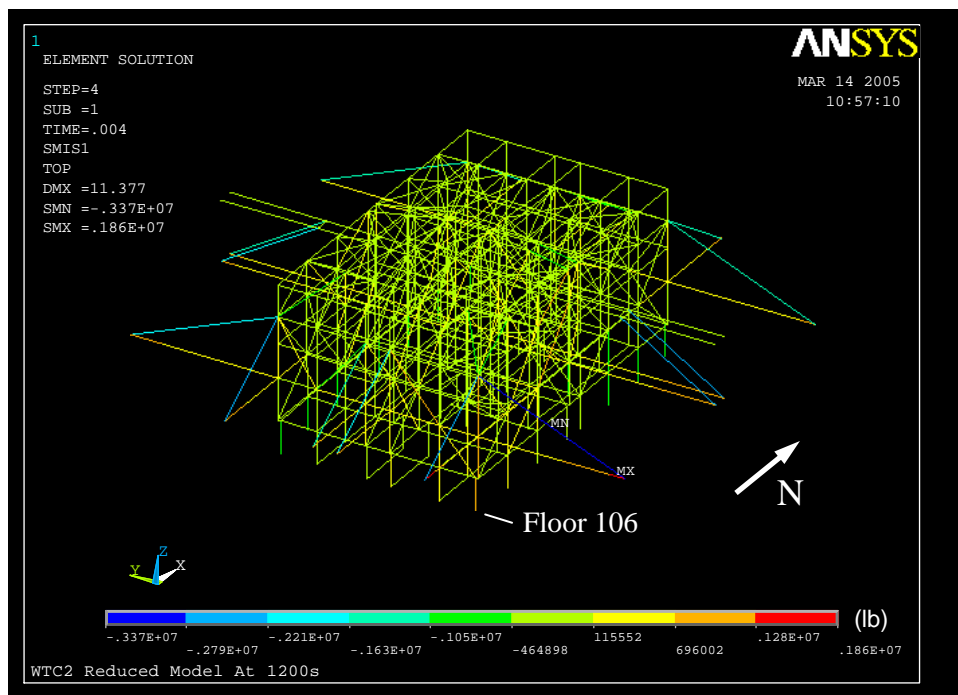 1
ANSYS
ELEMENT SOLUTION
MAR 14 2005
10:57:10
STEP=4
SUB =1
TIME=.004
SMIS1
TOP
DMX =11.377
SMN =-.337E+07
SMX =.186E+07
MN
MX
N
Floor 106
Z
Y
X
(lb)
-.337E+07 -.221E+07 -.105E+07 115552 .128E+07
-.279E+07 -.163E+07 -464898 696002 .186E+07
WTC2 Reduced Model At 1200s